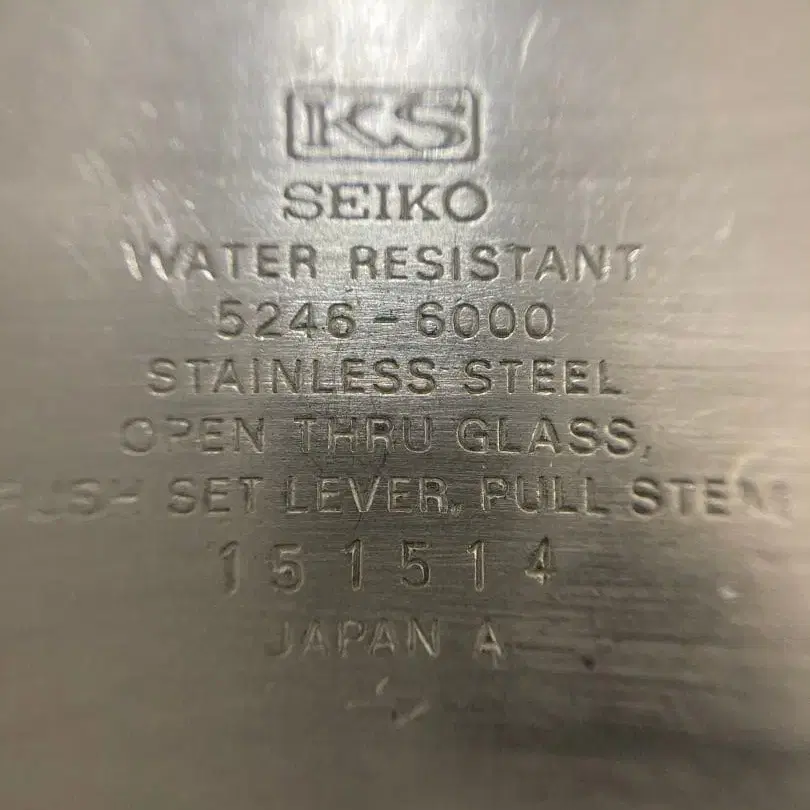 KS
SEIKO
WATER RESISTANT
5246-6000
STAINLESS STEEL
OPEN THRU GLASS,
PUSH SET LEVER, PULL STEM
151514
JAPAN A